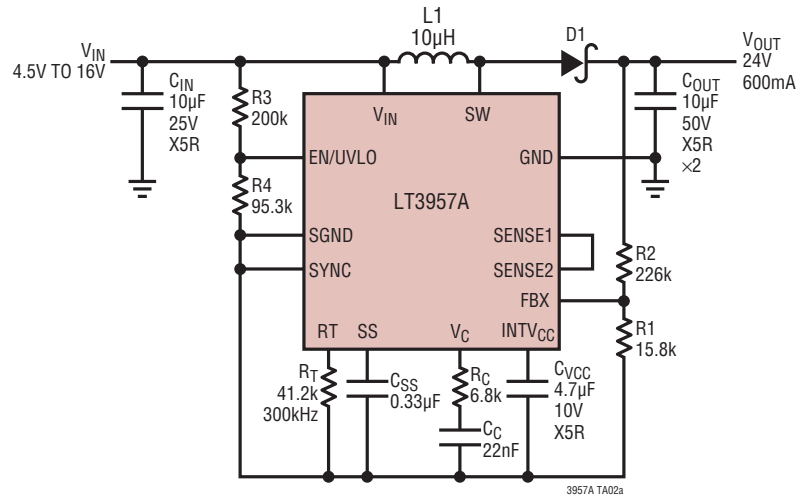 L1
10µH
D1
VIN
4.5V TO 16V
VOUT
24V
600mA
CIN
10µF
25V
X5R
R3
200k
VIN
SW
COUT
10µF
50V
X5R
×2
EN/UVLO
GND
R4
95.3k
LT3957A
SGND
SENSE1
SYNC
SENSE2
R2
226k
FBX
RT
SS
VC
INTVCC
R1
15.8k
RT
41.2k
300kHz
CSS
0.33µF
RC
6.8k
CC
22nF
CVCC
4.7µF
10V
X5R
3957A TA02a